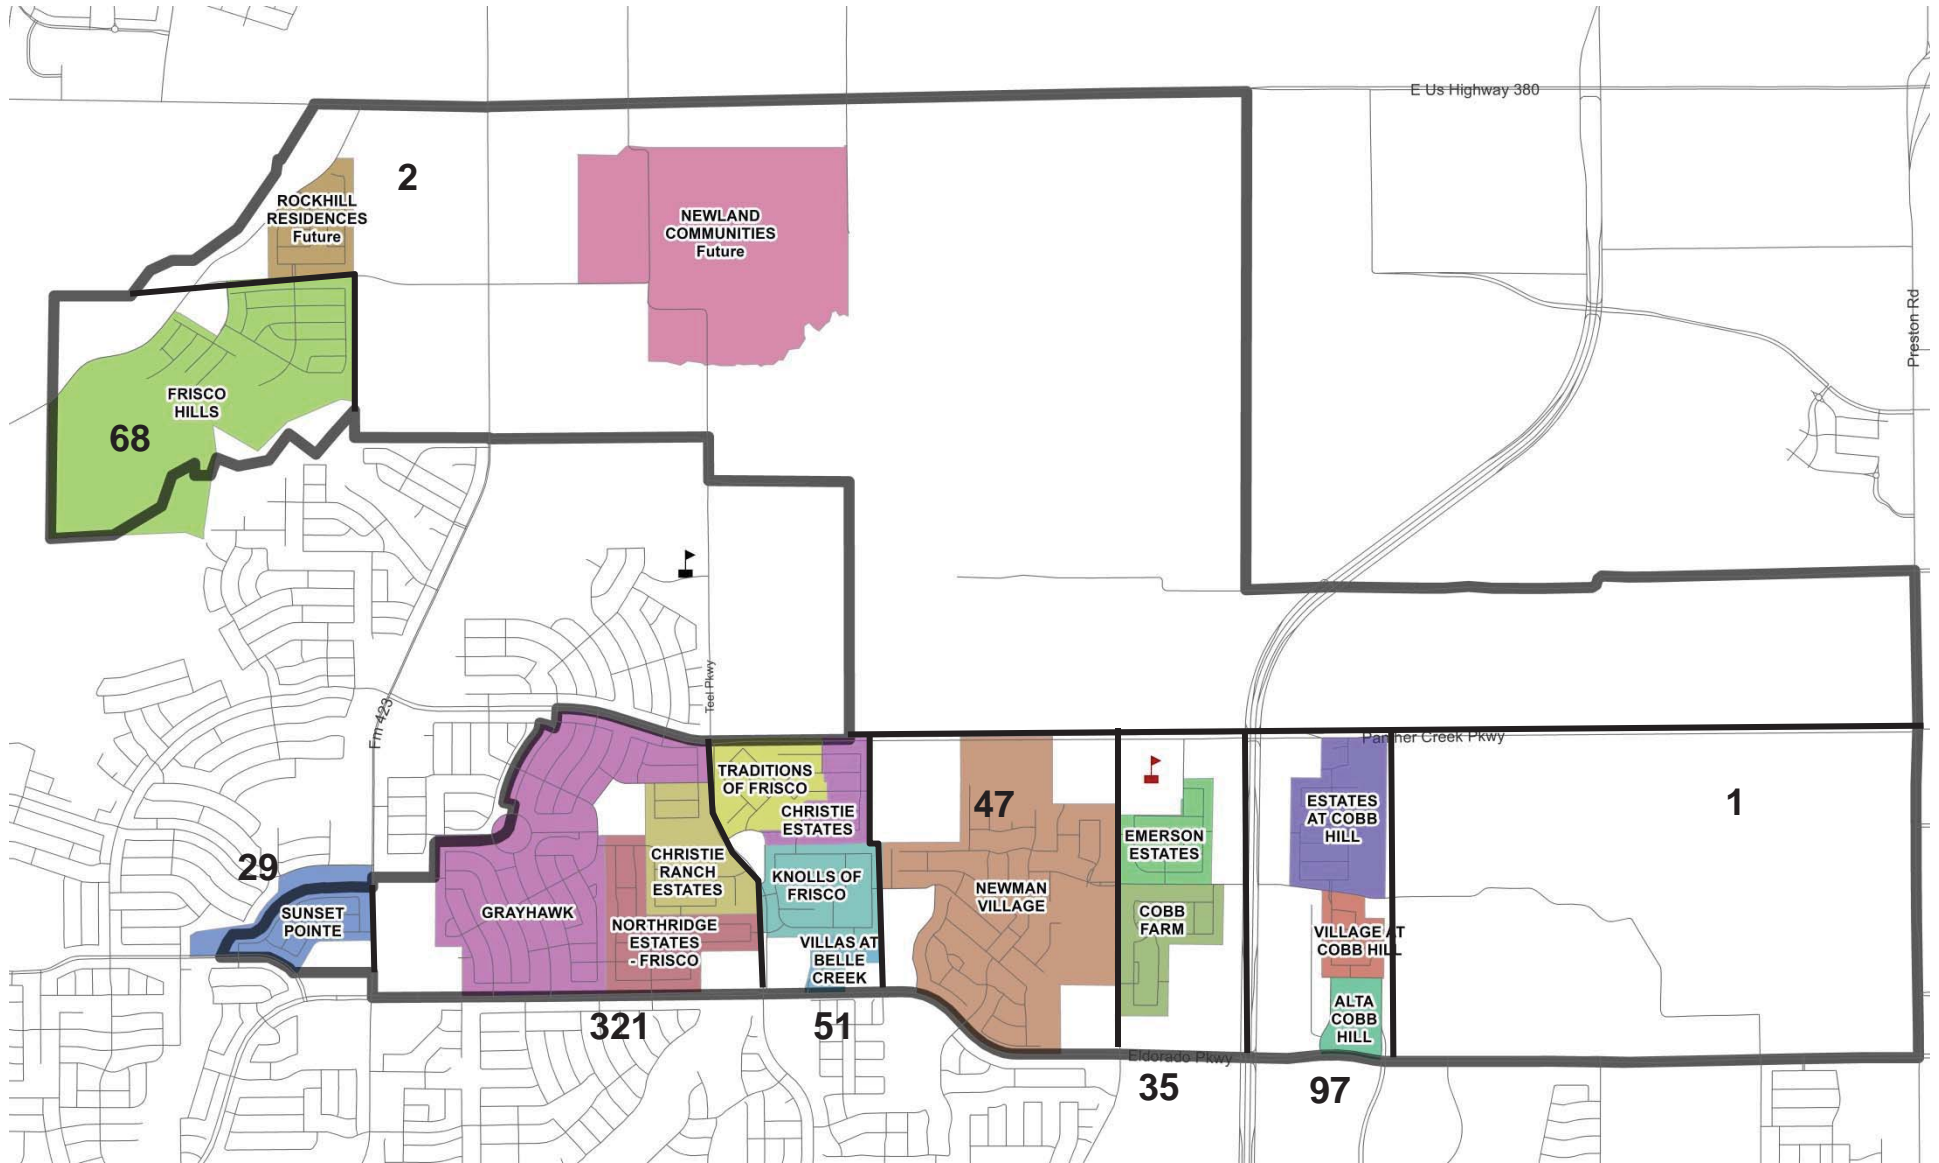 E Us Highway 380
2
ROCKHILL
RESIDENCES
Future
NEWLAND
COMMUNITIES
Future
Preston Rd
FRISCO
HILLS
68
Teel Pkwy
Fm 423
Panther Creek Pkwy
TRADITIONS
OF FRISCO
CHRISTIE
ESTATES
47
ESTATES
AT COBB
HILL
1
EMERSON
ESTATES
29
CHRISTIE
RANCH
ESTATES
KNOLLS OF
FRISCO
NEWMAN
VILLAGE
SUNSET
POINTE
GRAYHAWK
COBB
FARM
NORTHRIDGE
ESTATES
- FRISCO
VILLAS AT
BELLE
CREEK
VILLAGE AT
COBB HILL
ALTA
COBB
HILL
321
51
Eldorado Pkwy
35
97